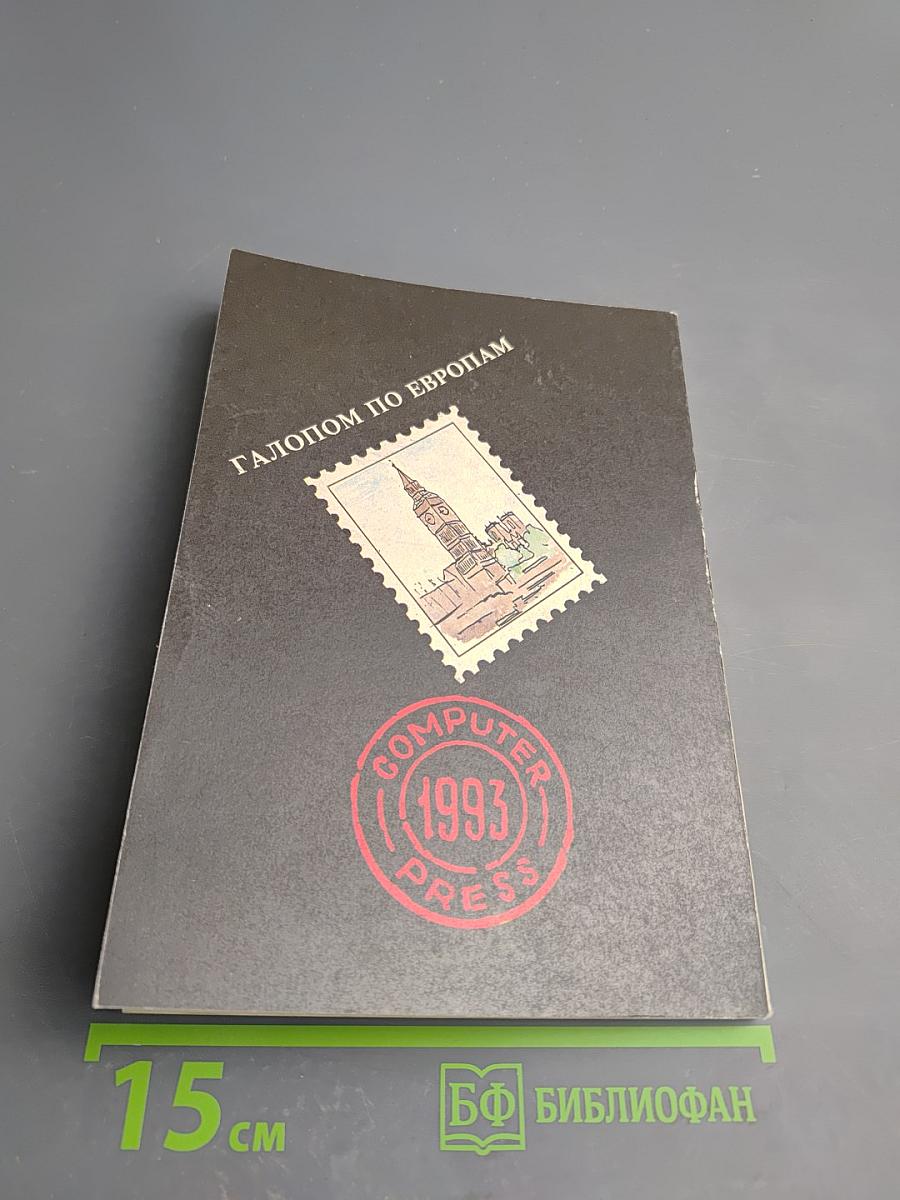 ГАЛОПОМ ПО ЕВРОПАМ
COMPUTER
1993
PRESS
15 см
БФ БИБЛИОФАН